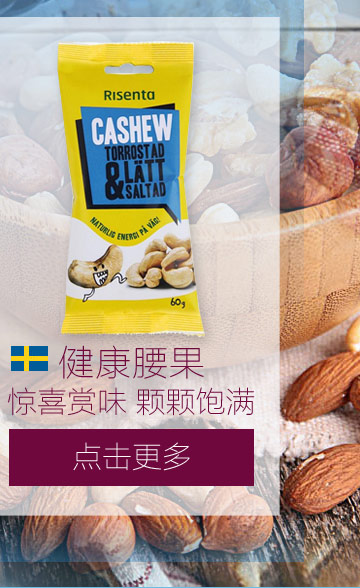 Risenta
CASHEW
TORROSTAD
& LÄTT
SALTAD
NATURLIG ENERGI PÅ VÄG!
60g
健康腰果
惊喜赏味 颗颗饱满
点击更多